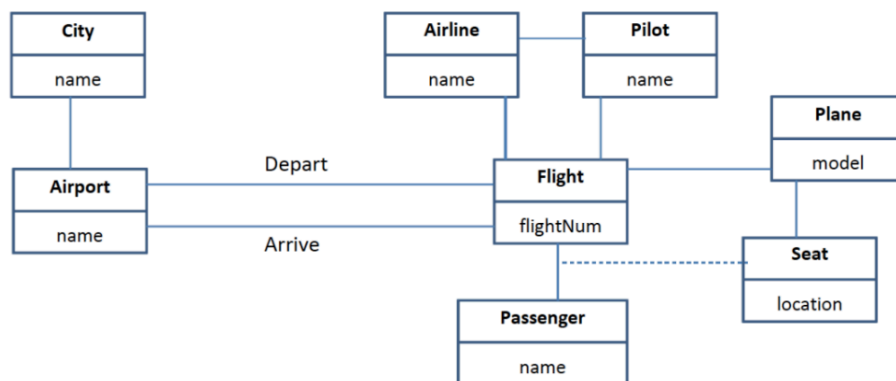 City
name
Airline
name
Pilot
name
Plane
model
Airport
name
Depart
Arrive
Flight
flightNum
Seat
location
Passenger
name